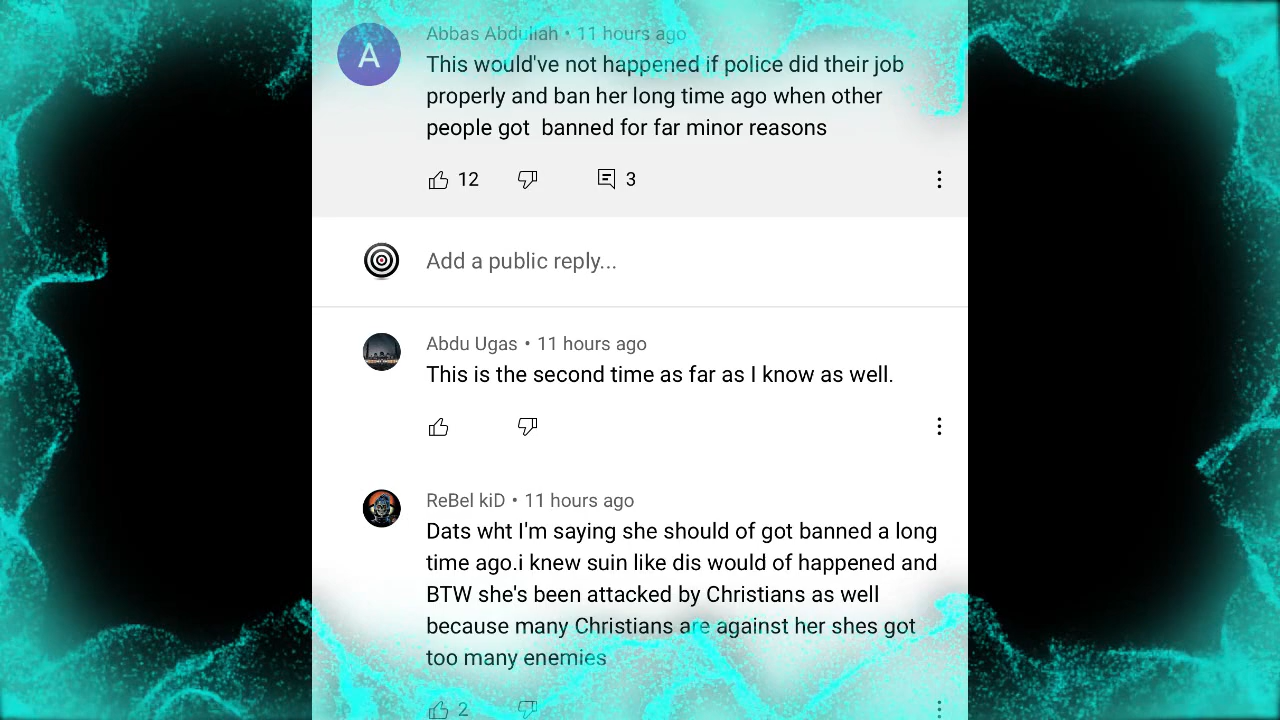 Abbas Abdullah • 11 hours ago
A
This would've not happened if police did their job
properly and ban her long time ago when other
people got  banned for far minor reasons
12
3
Add a public reply...
Abdu Ugas • 11 hours ago
This is the second time as far as I know as well.
ReBel kiD • 11 hours ago
Dats wht I'm saying she should of got banned a long
time ago.i knew suin like dis would of happened and
BTW she's been attacked by Christians as well
because many Christians are against her shes got
too many enemies
2